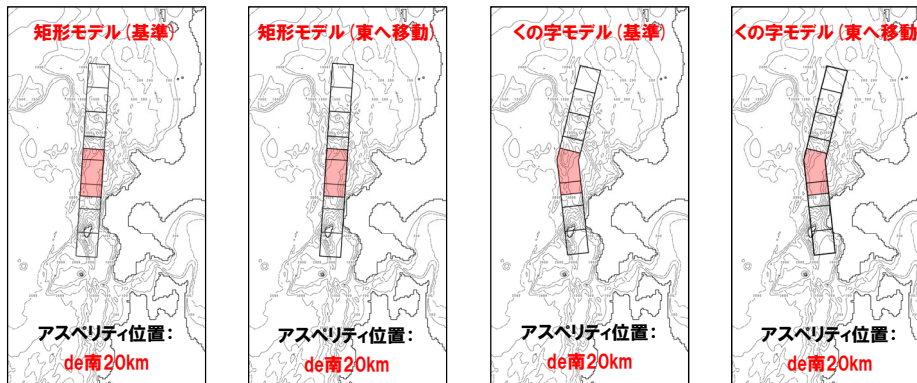 矩形モデル(基準)
アスペリティ位置:
de南20km
矩形モデル(東へ移動)
アスペリティ位置:
de南20km
くの字モデル(基準)
アスペリティ位置:
de南20km
くの字モデル(東へ移動)
アスペリティ位置:
de南20km